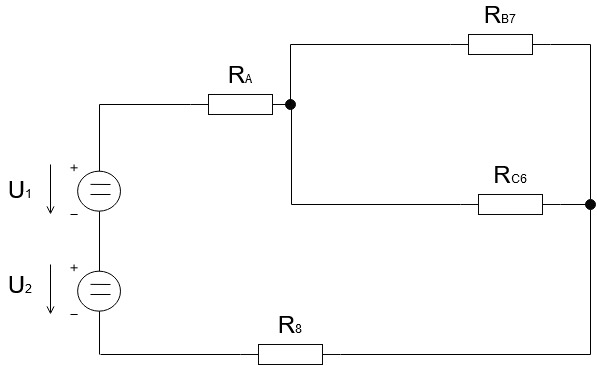 RB7
RA
+
U1
−
RC6
+
U2
−
R8